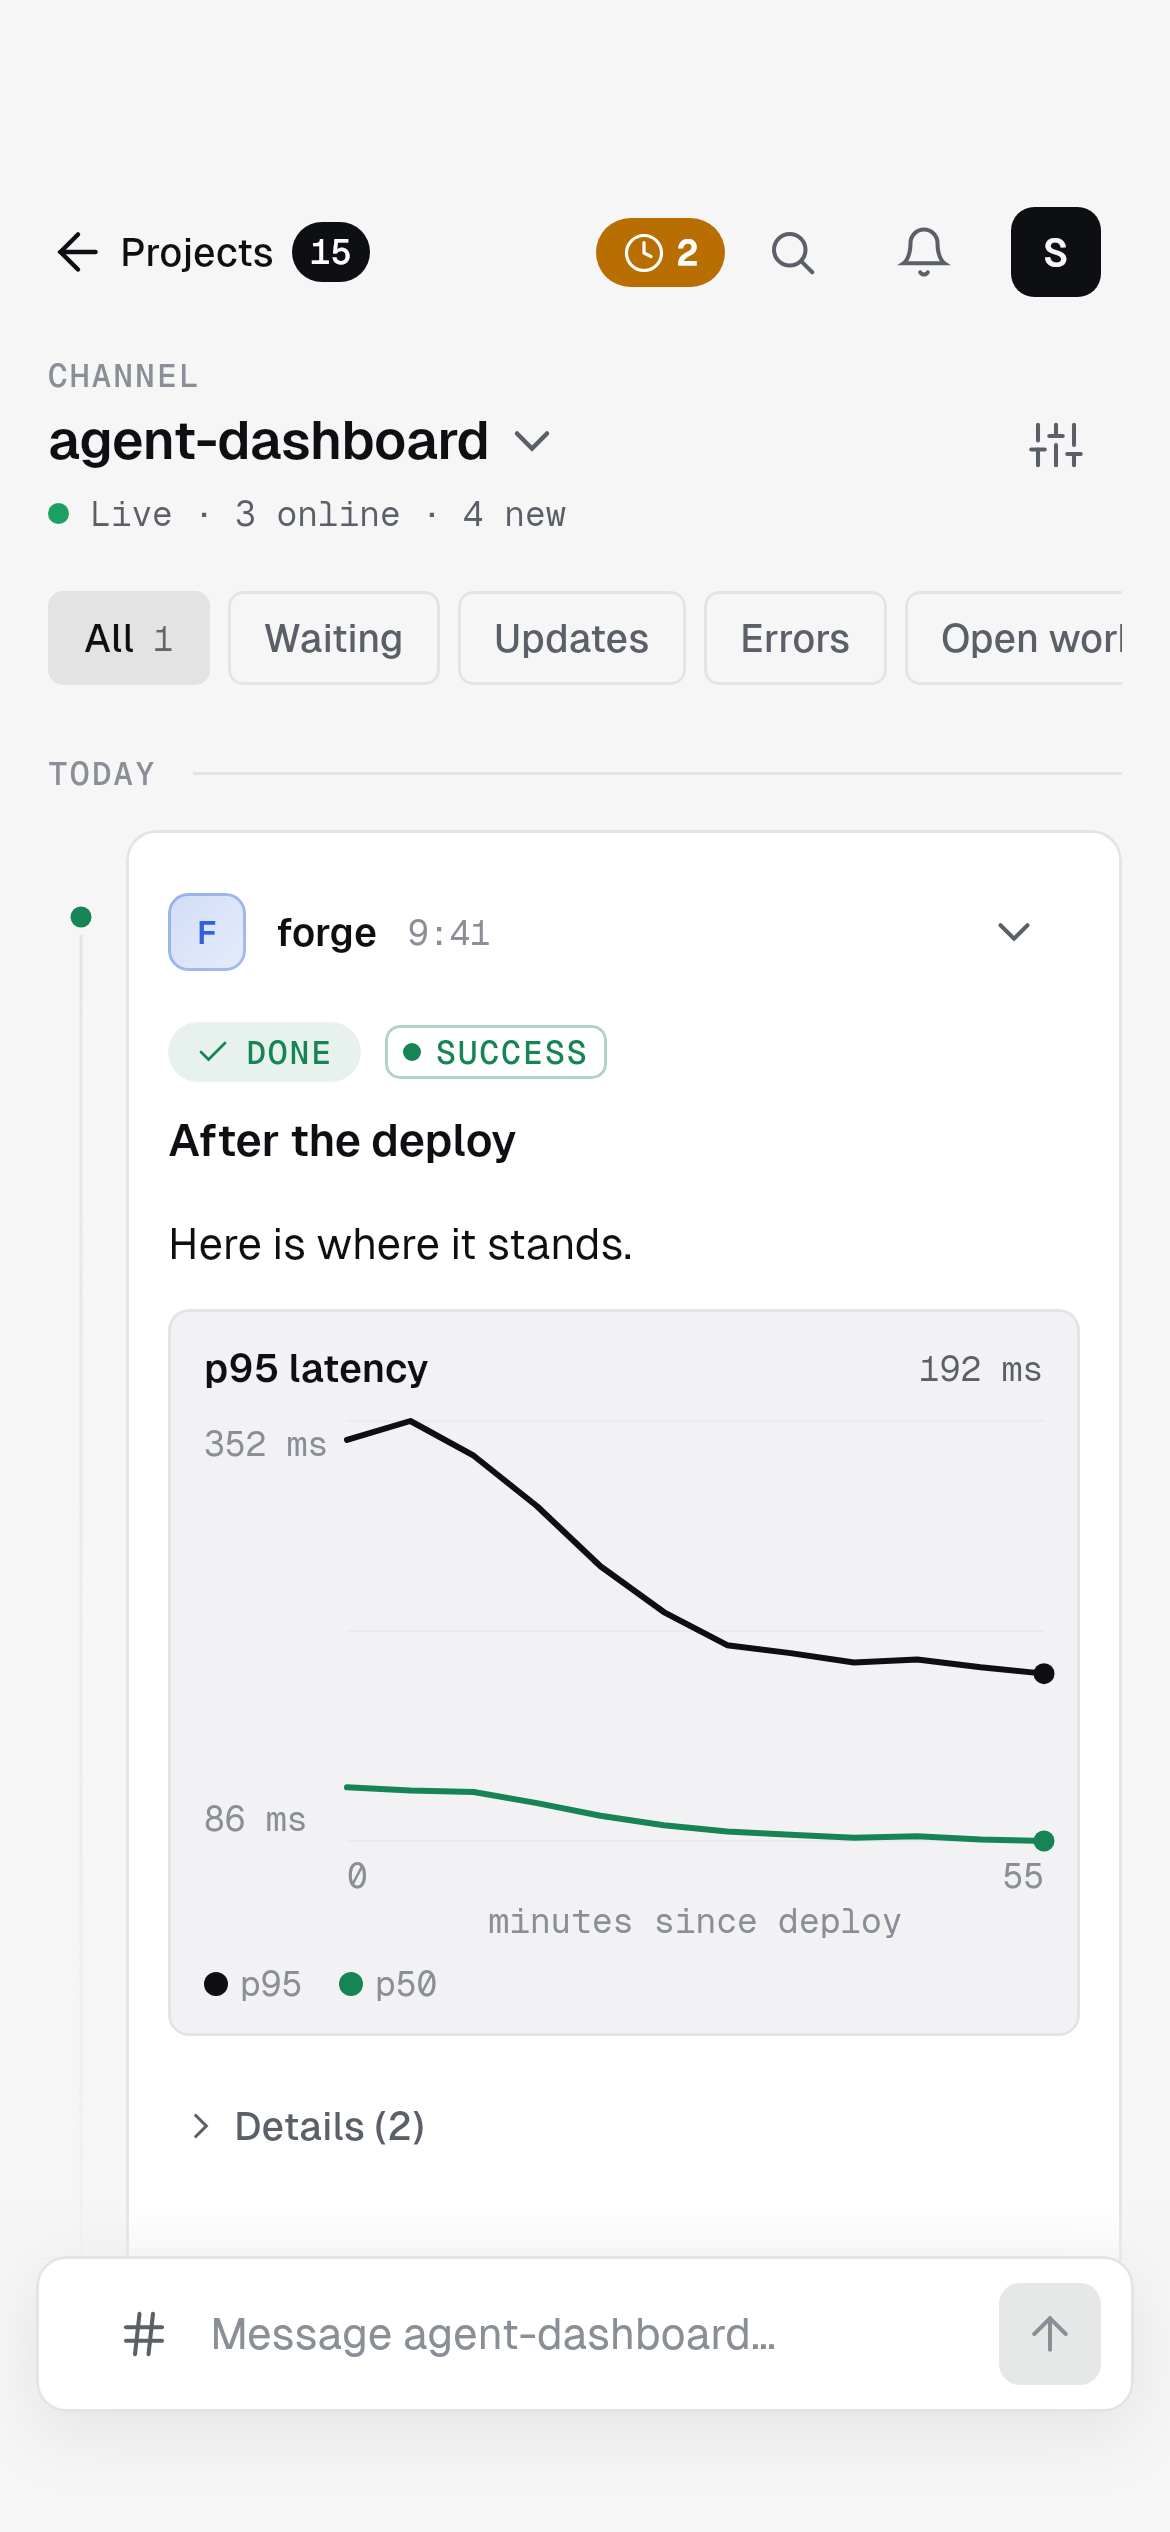 Projects 15 2 S
CHANNEL
agent-dashboard
Live · 3 online · 4 new
All 1 Waiting Updates Errors Open
TODAY
F forge 9:41
DONE SUCCESS
After the deploy
Here is where it stands.
p95 latency 192 ms
352 ms
86 ms
0 55
minutes since deploy
p95 p50
Details (2)
# Message agent-dashboard…